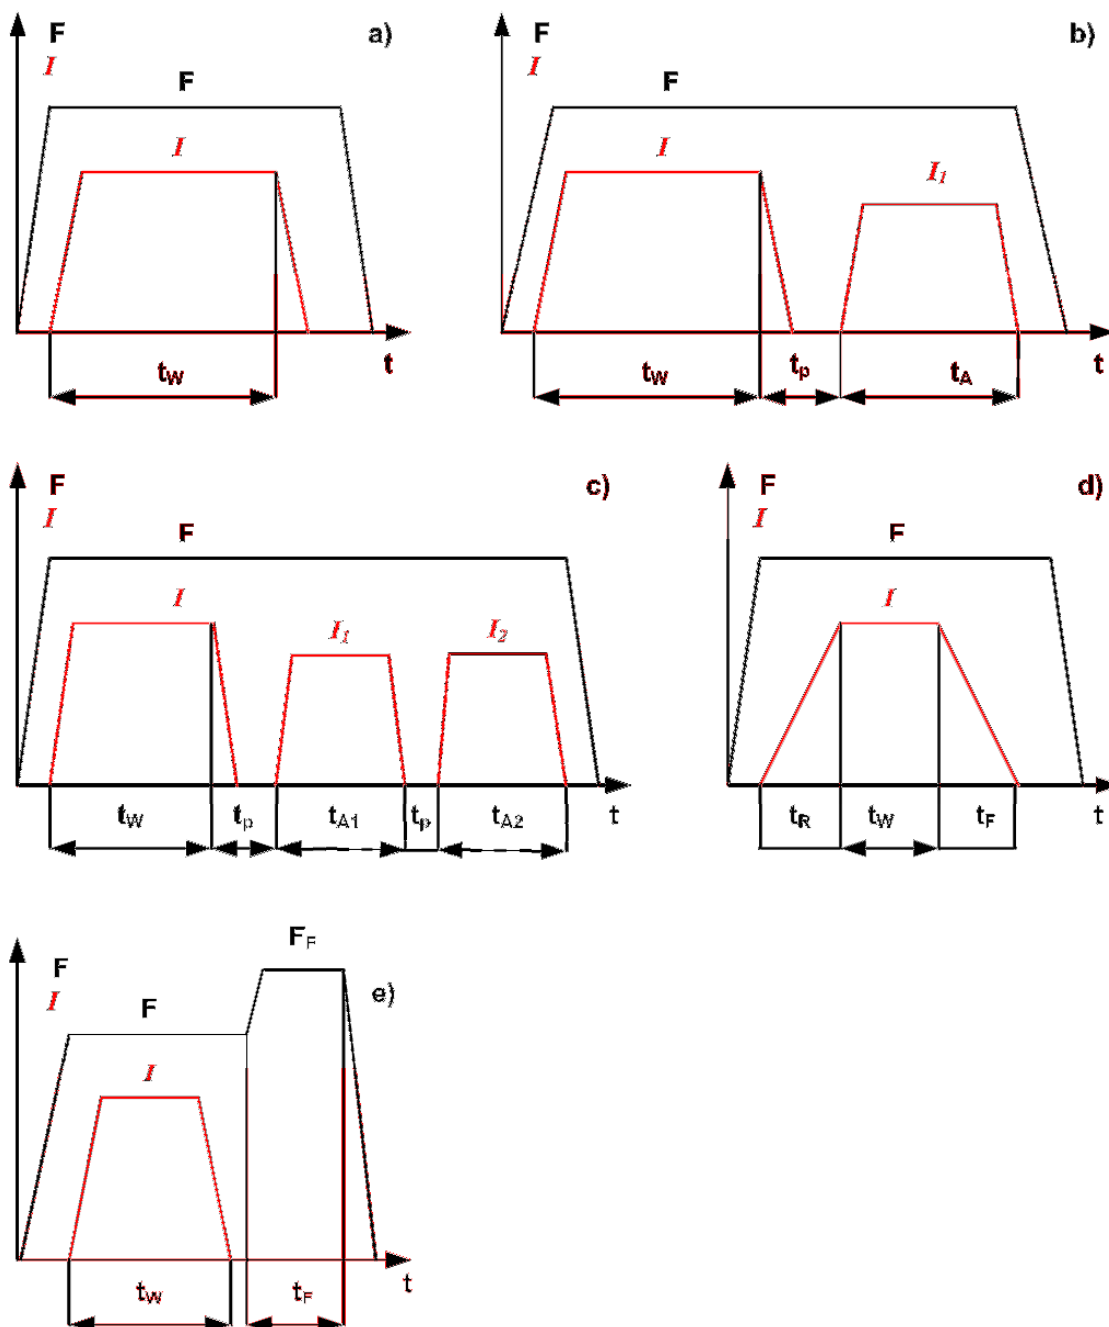 F a)
I
F
I
t
tW
F b)
I
F
I
I1
t
tW tp tA
F c)
I
F
I
I1 I2
t
tW tp tA1 tp tA2
F d)
I
F
I
t
tR tW tF
FF
F e)
I
F
I
t
tW tF